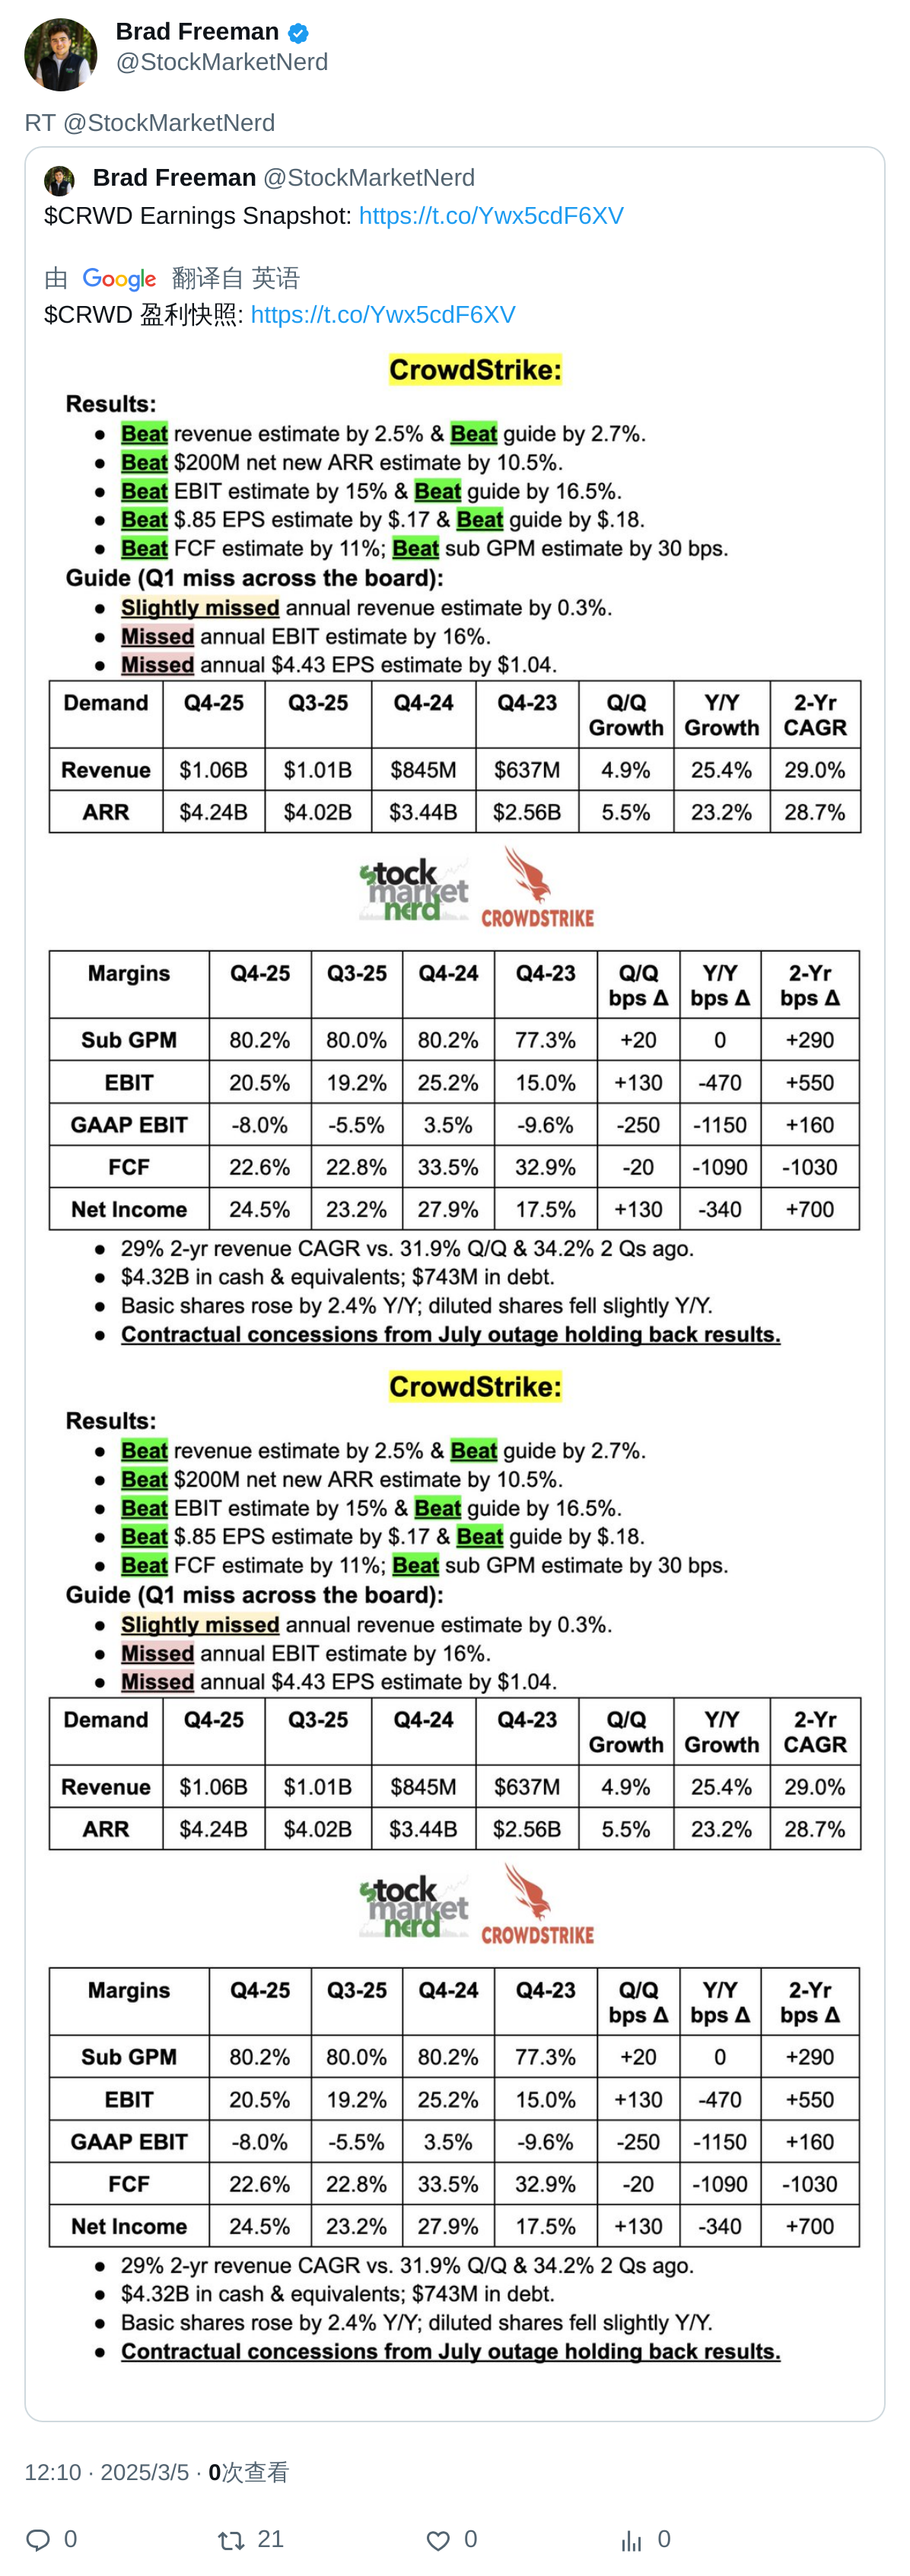 Brad Freeman
@StockMarketNerd
RT @StockMarketNerd
Brad Freeman @StockMarketNerd
$CRWD Earnings Snapshot: https://t.co/Ywx5cdF6XV
由 Google 翻译自 英语
$CRWD 盈利快照: https://t.co/Ywx5cdF6XV
CrowdStrike:
Results:
● Beat revenue estimate by 2.5% & Beat guide by 2.7%.
● Beat $200M net new ARR estimate by 10.5%.
● Beat EBIT estimate by 15% & Beat guide by 16.5%.
● Beat $.85 EPS estimate by $.17 & Beat guide by $.18.
● Beat FCF estimate by 11%; Beat sub GPM estimate by 30 bps.
Guide (Q1 miss across the board):
● Slightly missed annual revenue estimate by 0.3%.
● Missed annual EBIT estimate by 16%.
● Missed annual $4.43 EPS estimate by $1.04.
Demand Q4-25 Q3-25 Q4-24 Q4-23 Q/Q Growth Y/Y Growth 2-Yr CAGR
Revenue $1.06B $1.01B $845M $637M 4.9% 25.4% 29.0%
ARR $4.24B $4.02B $3.44B $2.56B 5.5% 23.2% 28.7%
stock
market
nerd
CROWDSTRIKE
Margins Q4-25 Q3-25 Q4-24 Q4-23 Q/Q bps Δ Y/Y bps Δ 2-Yr bps Δ
Sub GPM 80.2% 80.0% 80.2% 77.3% +20 0 +290
EBIT 20.5% 19.2% 25.2% 15.0% +130 -470 +550
GAAP EBIT -8.0% -5.5% 3.5% -9.6% -250 -1150 +160
FCF 22.6% 22.8% 33.5% 32.9% -20 -1090 -1030
Net Income 24.5% 23.2% 27.9% 17.5% +130 -340 +700
● 29% 2-yr revenue CAGR vs. 31.9% Q/Q & 34.2% 2 Qs ago.
● $4.32B in cash & equivalents; $743M in debt.
● Basic shares rose by 2.4% Y/Y; diluted shares fell slightly Y/Y.
● Contractual concessions from July outage holding back results.
CrowdStrike:
Results:
● Beat revenue estimate by 2.5% & Beat guide by 2.7%.
● Beat $200M net new ARR estimate by 10.5%.
● Beat EBIT estimate by 15% & Beat guide by 16.5%.
● Beat $.85 EPS estimate by $.17 & Beat guide by $.18.
● Beat FCF estimate by 11%; Beat sub GPM estimate by 30 bps.
Guide (Q1 miss across the board):
● Slightly missed annual revenue estimate by 0.3%.
● Missed annual EBIT estimate by 16%.
● Missed annual $4.43 EPS estimate by $1.04.
Demand Q4-25 Q3-25 Q4-24 Q4-23 Q/Q Growth Y/Y Growth 2-Yr CAGR
Revenue $1.06B $1.01B $845M $637M 4.9% 25.4% 29.0%
ARR $4.24B $4.02B $3.44B $2.56B 5.5% 23.2% 28.7%
stock
market
nerd
CROWDSTRIKE
Margins Q4-25 Q3-25 Q4-24 Q4-23 Q/Q bps Δ Y/Y bps Δ 2-Yr bps Δ
Sub GPM 80.2% 80.0% 80.2% 77.3% +20 0 +290
EBIT 20.5% 19.2% 25.2% 15.0% +130 -470 +550
GAAP EBIT -8.0% -5.5% 3.5% -9.6% -250 -1150 +160
FCF 22.6% 22.8% 33.5% 32.9% -20 -1090 -1030
Net Income 24.5% 23.2% 27.9% 17.5% +130 -340 +700
● 29% 2-yr revenue CAGR vs. 31.9% Q/Q & 34.2% 2 Qs ago.
● $4.32B in cash & equivalents; $743M in debt.
● Basic shares rose by 2.4% Y/Y; diluted shares fell slightly Y/Y.
● Contractual concessions from July outage holding back results.
12:10 · 2025/3/5 · 0次查看
0 21 0 0